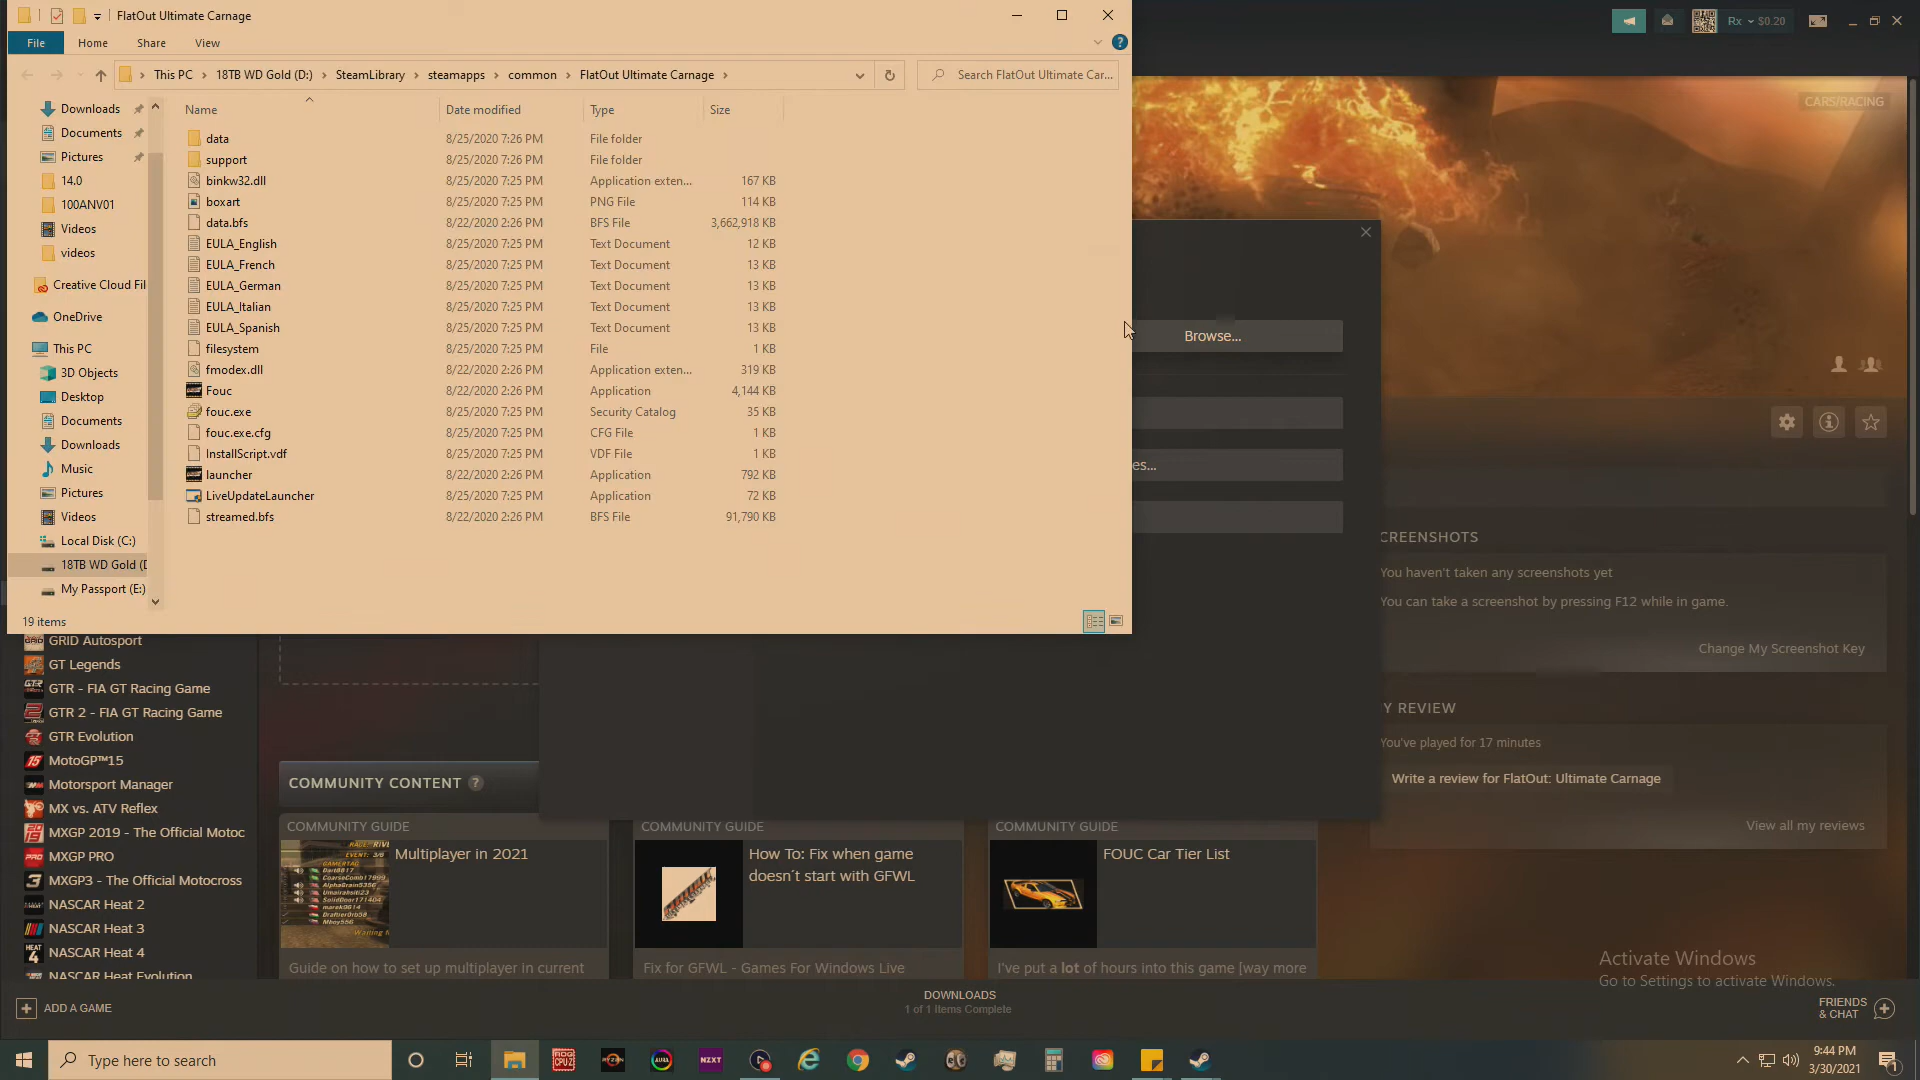 FlatOut Ultimate Carnage
Rx $0.20
File Home Share View
This PC > 18TB WD Gold (D:) > SteamLibrary > steamapps > common > FlatOut Ultimate Carnage >
Search FlatOut Ultimate Car...
CARS/RACING
Name Date modified Type Size
data 8/25/2020 7:26 PM File folder
support 8/25/2020 7:26 PM File folder
binkw32.dll 8/25/2020 7:25 PM Application exten... 167 KB
boxart 8/25/2020 7:25 PM PNG File 114 KB
data.bfs 8/22/2020 2:26 PM BFS File 3,662,918 KB
EULA_English 8/25/2020 7:25 PM Text Document 12 KB
EULA_French 8/25/2020 7:25 PM Text Document 13 KB
EULA_German 8/25/2020 7:25 PM Text Document 13 KB
EULA_Italian 8/25/2020 7:25 PM Text Document 13 KB
EULA_Spanish 8/25/2020 7:25 PM Text Document 13 KB
filesystem 8/25/2020 7:25 PM File 1 KB
fmodex.dll 8/22/2020 2:26 PM Application exten... 319 KB
Fouc 8/22/2020 2:26 PM Application 4,144 KB
fouc.exe 8/25/2020 7:25 PM Security Catalog 35 KB
fouc.exe.cfg 8/25/2020 7:25 PM CFG File 1 KB
InstallScript.vdf 8/25/2020 7:25 PM VDF File 1 KB
launcher 8/22/2020 2:26 PM Application 792 KB
LiveUpdateLauncher 8/25/2020 7:25 PM Application 72 KB
streamed.bfs 8/22/2020 2:26 PM BFS File 91,790 KB
Downloads
Documents
Pictures
14.0
100ANV01
Videos
videos
Creative Cloud Fil
OneDrive
This PC
3D Objects
Desktop
Documents
Downloads
Music
Pictures
Videos
Local Disk (C:)
18TB WD Gold (D
My Passport (E:)
19 items
Browse...
es...
CREENSHOTS
You haven't taken any screenshots yet
You can take a screenshot by pressing F12 while in game.
Change My Screenshot Key
Y REVIEW
You've played for 17 minutes
Write a review for FlatOut: Ultimate Carnage
View all my reviews
GRID Autosport
GT Legends
GTR - FIA GT Racing Game
GTR 2 - FIA GT Racing Game
GTR Evolution
MotoGP™15
Motorsport Manager
MX vs. ATV Reflex
MXGP 2019 - The Official Motoc
MXGP PRO
MXGP3 - The Official Motocross
NASCAR Heat 2
NASCAR Heat 3
NASCAR Heat 4
NASCAR Heat Evolution
COMMUNITY CONTENT ?
COMMUNITY GUIDE
Multiplayer in 2021
Guide on how to set up multiplayer in current
COMMUNITY GUIDE
How To: Fix when game
doesn´t start with GFWL
Fix for GFWL - Games For Windows Live
COMMUNITY GUIDE
FOUC Car Tier List
I've put a lot of hours into this game [way more
Activate Windows
Go to Settings to activate Windows.
ADD A GAME
DOWNLOADS
1 of 1 Items Complete
FRIENDS
& CHAT
Type here to search
NZXT
9:44 PM
3/30/2021